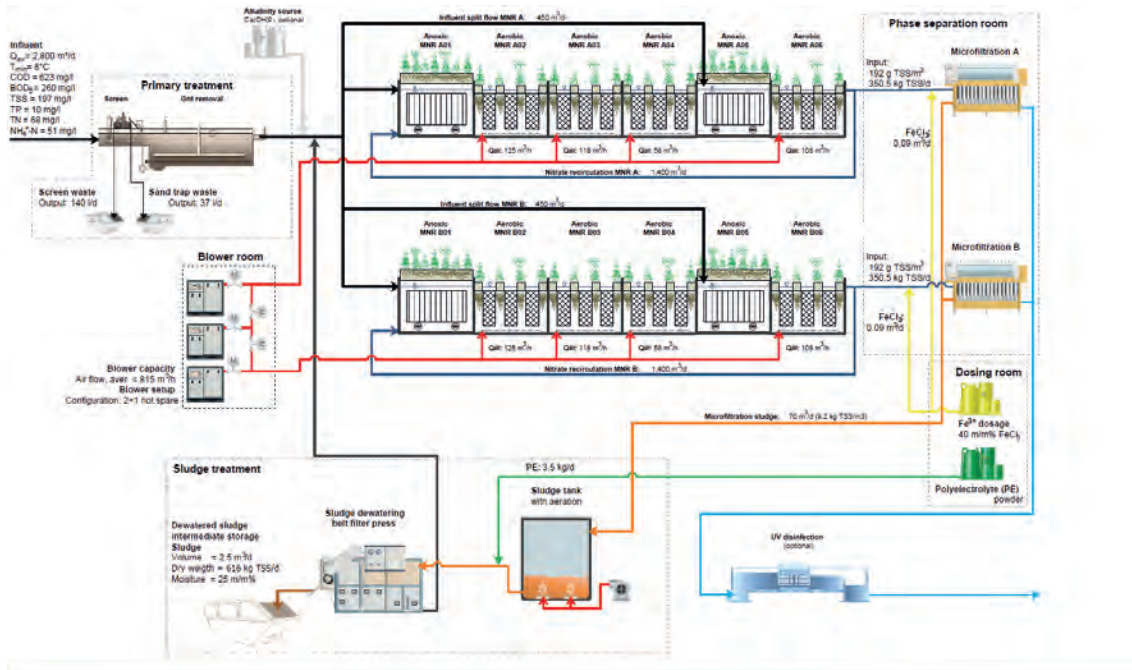 Alkalinity source
Ca(OH)2; optional
Influent
Qavr= 2,800 m³/d
Tmin= 8°C
COD = 623 mg/l
BOD5= 260 mg/l
TSS = 197 mg/l
TP = 10 mg/l
TN = 68 mg/l
NH4+-N = 51 mg/l
Primary treatment
Screen
Grit removal
Screen waste
Output: 140 l/d
Sand trap waste
Output: 37 l/d
Influent split flow MNR A: 450 m³/d
Anoxic
MNR A01
Aerobic
MNR A02
Aerobic
MNR A03
Aerobic
MNR A04
Anoxic
MNR A05
Aerobic
MNR A06
Qair: 125 m³/h
Qair: 118 m³/h
Qair: 56 m³/h
Qair: 108 m³/h
Nitrate recirculation MNR A: 1,400 m³/d
Influent split flow MNR B: 450 m³/d
Anoxic
MNR B01
Aerobic
MNR B02
Aerobic
MNR B03
Aerobic
MNR B04
Anoxic
MNR B05
Aerobic
MNR B06
Qair: 125 m³/h
Qair: 118 m³/h
Qair: 56 m³/h
Qair: 108 m³/h
Nitrate recirculation MNR B: 1,400 m³/d
Blower room
Blower capacity
Air flow, aver. = 815 m³/h
Blower setup
Configuration: 2+1 hot spare
Phase separation room
Microfiltration A
Input:
192 g TSS/m³
350.5 kg TSS/d
FeCl3:
0.09 m³/d
Microfiltration B
Input:
192 g TSS/m³
350.5 kg TSS/d
FeCl3:
0.09 m³/d
Dosing room
Fe³⁺ dosage
40 m/m% FeCl3
Polyelectrolyte (PE)
powder
Microfiltration sludge: 70 m³/d (9.2 kg TSS/m3)
Sludge treatment
PE: 3.5 kg/d
Sludge tank
with aeration
Sludge dewatering
belt filter press
Dewatered sludge
intermediate storage
Sludge
Volume = 2.5 m³/d
Dry weigth = 616 kg TSS/d
Moisture = 25 m/m%
UV disinfection
(optional)